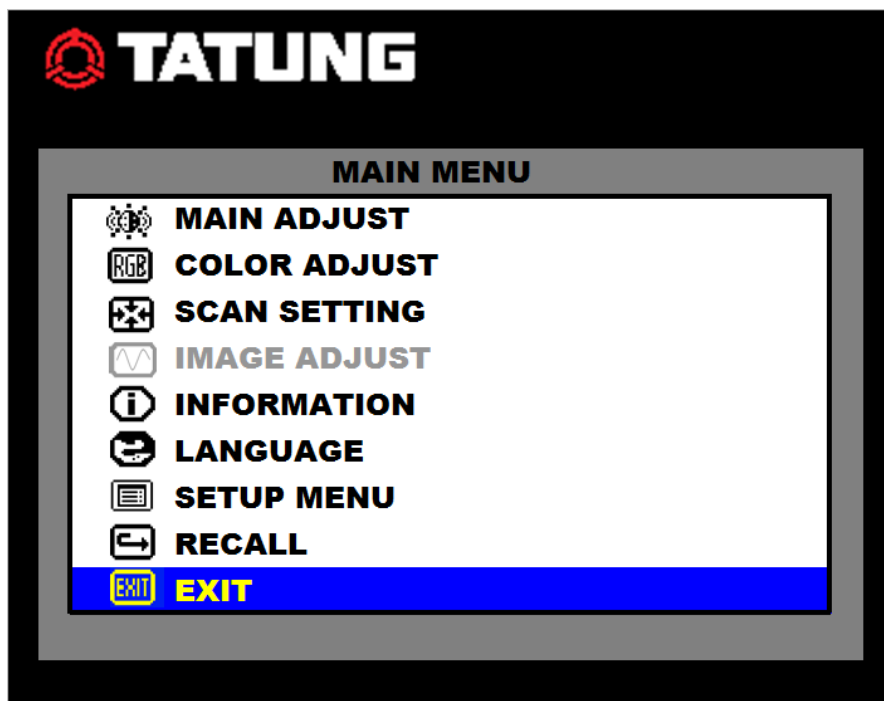 TATUNG
MAIN MENU
MAIN ADJUST
RGB COLOR ADJUST
SCAN SETTING
IMAGE ADJUST
INFORMATION
LANGUAGE
SETUP MENU
RECALL
EXIT EXIT